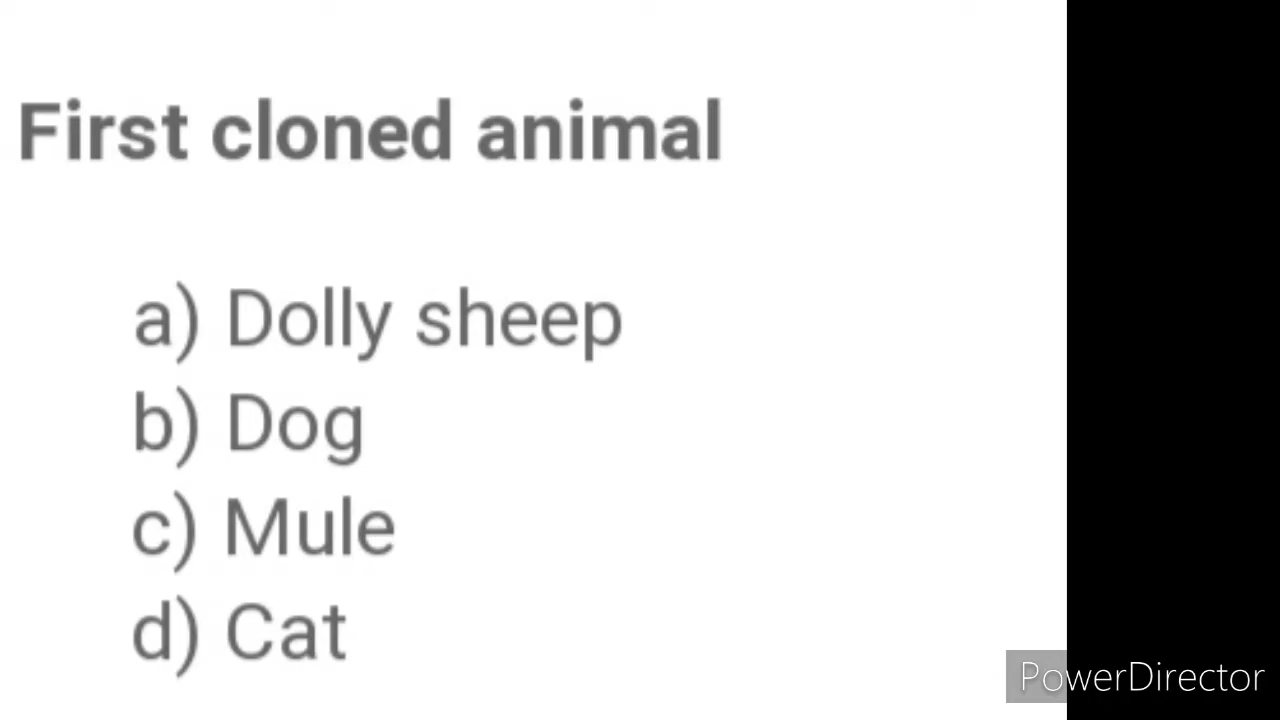 First cloned animal
a) Dolly sheep
b) Dog
c) Mule
d) Cat
PowerDirector